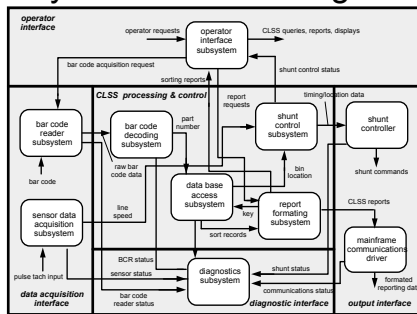 operator
interface
operator requests
operator
interface
subsystem
CLSS queries, reports, displays
bar code acquisition request
sorting reports
shunt control status
CLSS processing & control
report
requests
timing/location data
bar code
reader
subsystem
bar code
decoding
subsystem
part
number
shunt
control
subsystem
shunt
controller
raw bar
code data
bar code
line
speed
bin
location
shunt commands
sensor data
acquisition
subsystem
data base
access
subsystem
key
report
formating
subsystem
CLSS reports
sort records
pulse tach input
BCR status
sensor status
diagnostics
subsystem
shunt status
mainframe
communications
driver
communications status
bar code
reader status
formated
reporting data
data acquisition
interface
diagnostic interface
output interface